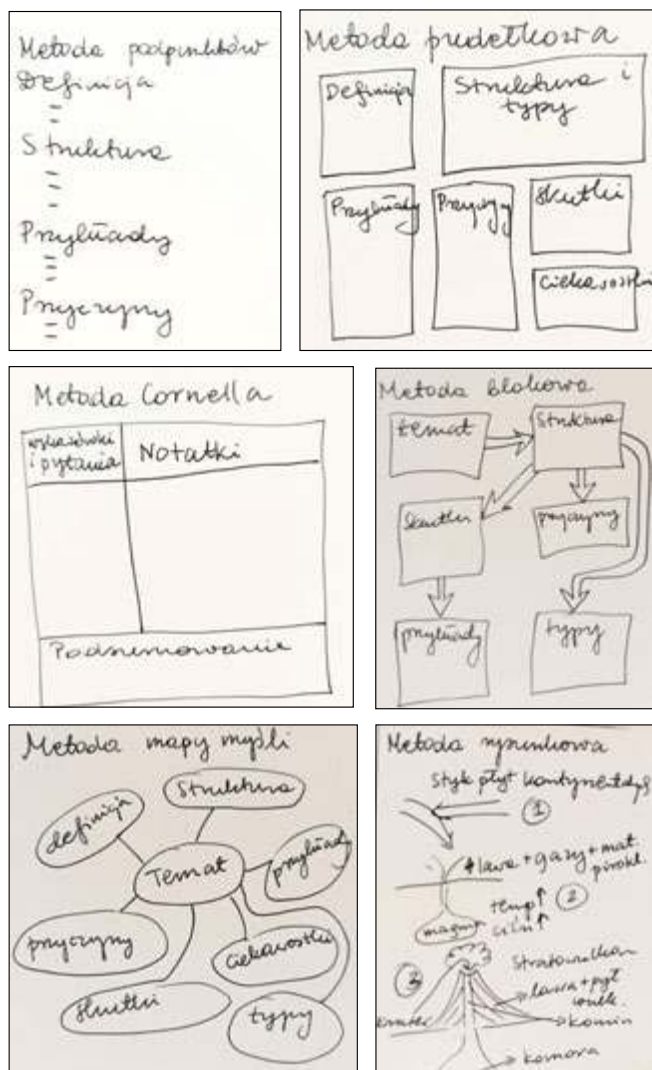 Metoda podpunktów
Definicja
Struktura
Przykłady
Przyczyny
Metoda pudełkowa
Definicja
Struktura i
typy
Przykłady
Przyczyny
Skutki
Ciekawostki
Metoda Cornella
wskazówki
i pytania
Notatki
Podsumowanie
Metoda blokowa
temat
Struktura
skutki
przyczyny
przykłady
typy
Metoda mapy myśli
definicja
Struktura
Temat
przykłady
przyczyny
ciekawostki
skutki
typy
Metoda rysunkowa
Styk płyt kontynentalnych
1
lawa + gazy + mat.
pirokl.
magma
temp ↑
ciśn ↑
2
3
Stratowulkan
lawa + pył
wulk.
krater
komin
komora